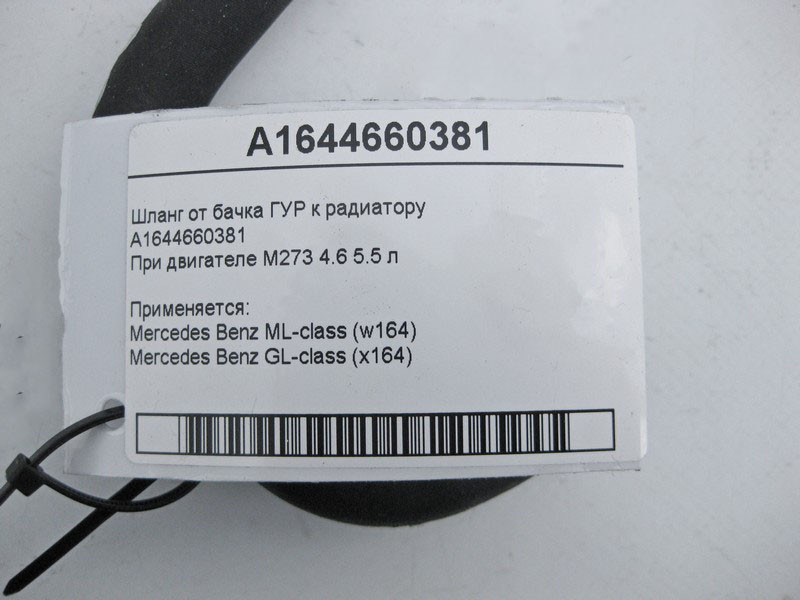 A1644660381
Шланг от бачка ГУР к радиатору
A1644660381
При двигателе М273 4.6 5.5 л
Применяется:
Mercedes Benz ML-class (w164)
Mercedes Benz GL-class (x164)